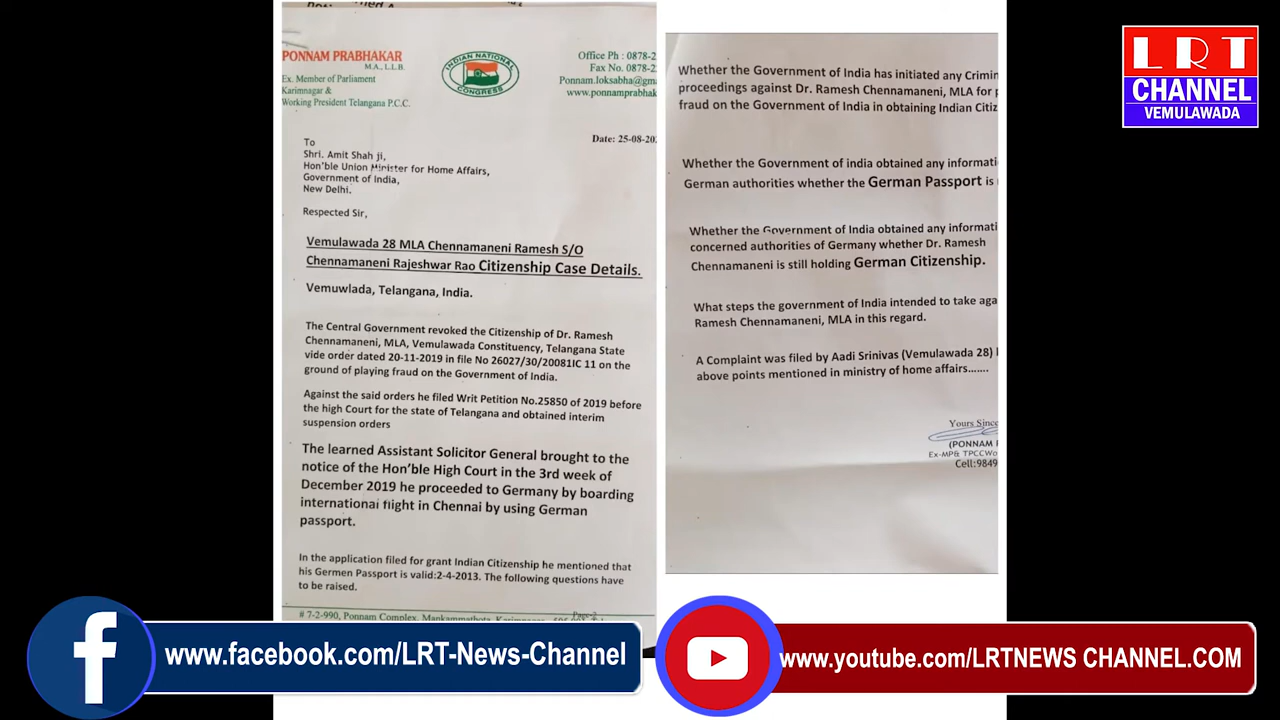 PONNAM PRABHAKAR
M.A., L.L.B.
Ex. Member of Parliament
Karimnagar &
Working President Telangana P.C.C.
INDIAN NATIONAL
CONGRESS
Office Ph : 0878-2
Fax No. 0878-2
Ponnam.loksabha@gm
www.ponnamprabhak
Date: 25-08-20
To
Shri. Amit Shah ji,
Hon'ble Union Minister for Home Affairs,
Government of India,
New Delhi.
Respected Sir,
Vemulawada 28 MLA Chennamaneni Ramesh S/O
Chennamaneni Rajeshwar Rao Citizenship Case Details.
Vemuwlada, Telangana, India.
The Central Government revoked the Citizenship of Dr. Ramesh
Chennamaneni, MLA, Vemulawada Constituency, Telangana State
vide order dated 20-11-2019 in file No 26027/30/20081IC 11 on the
ground of playing fraud on the Government of India.
Against the said orders he filed Writ Petition No.25850 of 2019 before
the high Court for the state of Telangana and obtained interim
suspension orders
The learned Assistant Solicitor General brought to the
notice of the Hon'ble High Court in the 3rd week of
December 2019 he proceeded to Germany by boarding
international flight in Chennai by using German
passport.
In the application filed for grant Indian Citizenship he mentioned that
his Germen Passport is valid:2-4-2013. The following questions have
to be raised.
# 7-2-990, Ponnam Complex, Mankammathota, Karimnagar
Whether the Government of India has initiated any Crimin
proceedings against Dr. Ramesh Chennamaneni, MLA for p
fraud on the Government of India in obtaining Indian Citiz
Whether the Government of india obtained any informati
German authorities whether the German Passport is
Whether the Government of India obtained any informati
concerned authorities of Germany whether Dr. Ramesh
Chennamaneni is still holding German Citizenship.
What steps the government of India intended to take aga
Ramesh Chennamaneni, MLA in this regard.
A Complaint was filed by Aadi Srinivas (Vemulawada 28)
above points mentioned in ministry of home affairs.......
Yours Since
(PONNAM
Ex-MP& TPCCWo
Cell:9849
LRT
CHANNEL
VEMULAWADA
www.facebook.com/LRT-News-Channel
www.youtube.com/LRTNEWS CHANNEL.COM